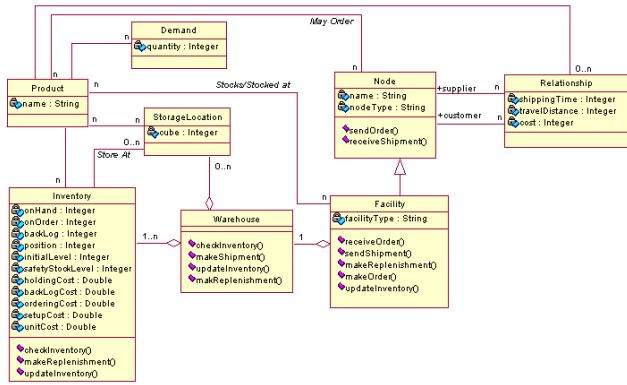 May Order
Demand
n
quantity : Integer
n
n
0..n
Product
name : String
n
Stocks/Stocked at
Node
name : String
nodeType : String
sendOrder()
receiveShipment()
+supplier
n
+customer
n
Relationship
shippingTime : Integer
travelDistance : Integer
cost : Integer
n
n
StorageLocation
cube : Integer
0..n
Store At
0..n
n
n
Inventory
onHand : Integer
onOrder : Integer
backLog : Integer
position : Integer
initialLevel : Integer
safetyStockLevel : Integer
holdingCost : Double
backLogCost : Double
orderingCost : Double
setupCost : Double
unitCost : Double
checkInventory()
makeReplenishment()
updateInventory()
1..n
Warehouse
checkInventory()
makeShipment()
updateInventory()
makReplenishment()
1
Facility
facilityType : String
receiveOrder()
sendShipment()
makeReplenishment()
makeOrder()
updateInventory()